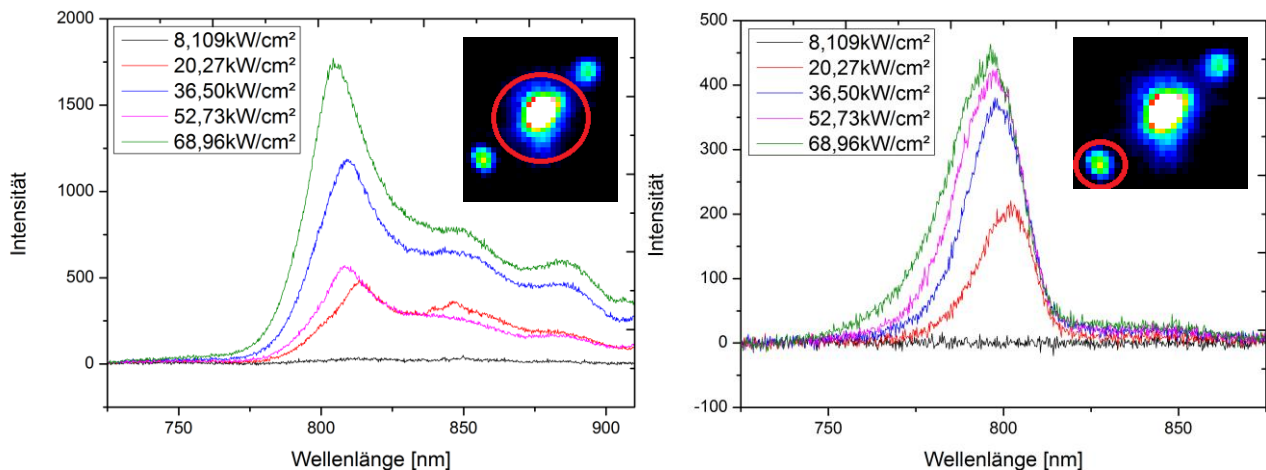 2000
1500
1000
500
0
8,109kW/cm²
20,27kW/cm²
36,50kW/cm²
52,73kW/cm²
68,96kW/cm²
Intensität
750
800
850
900
Wellenlänge [nm]
500
400
300
200
100
0
-100
8,109kW/cm²
20,27kW/cm²
36,50kW/cm²
52,73kW/cm²
68,96kW/cm²
Intensität
750
800
850
Wellenlänge [nm]